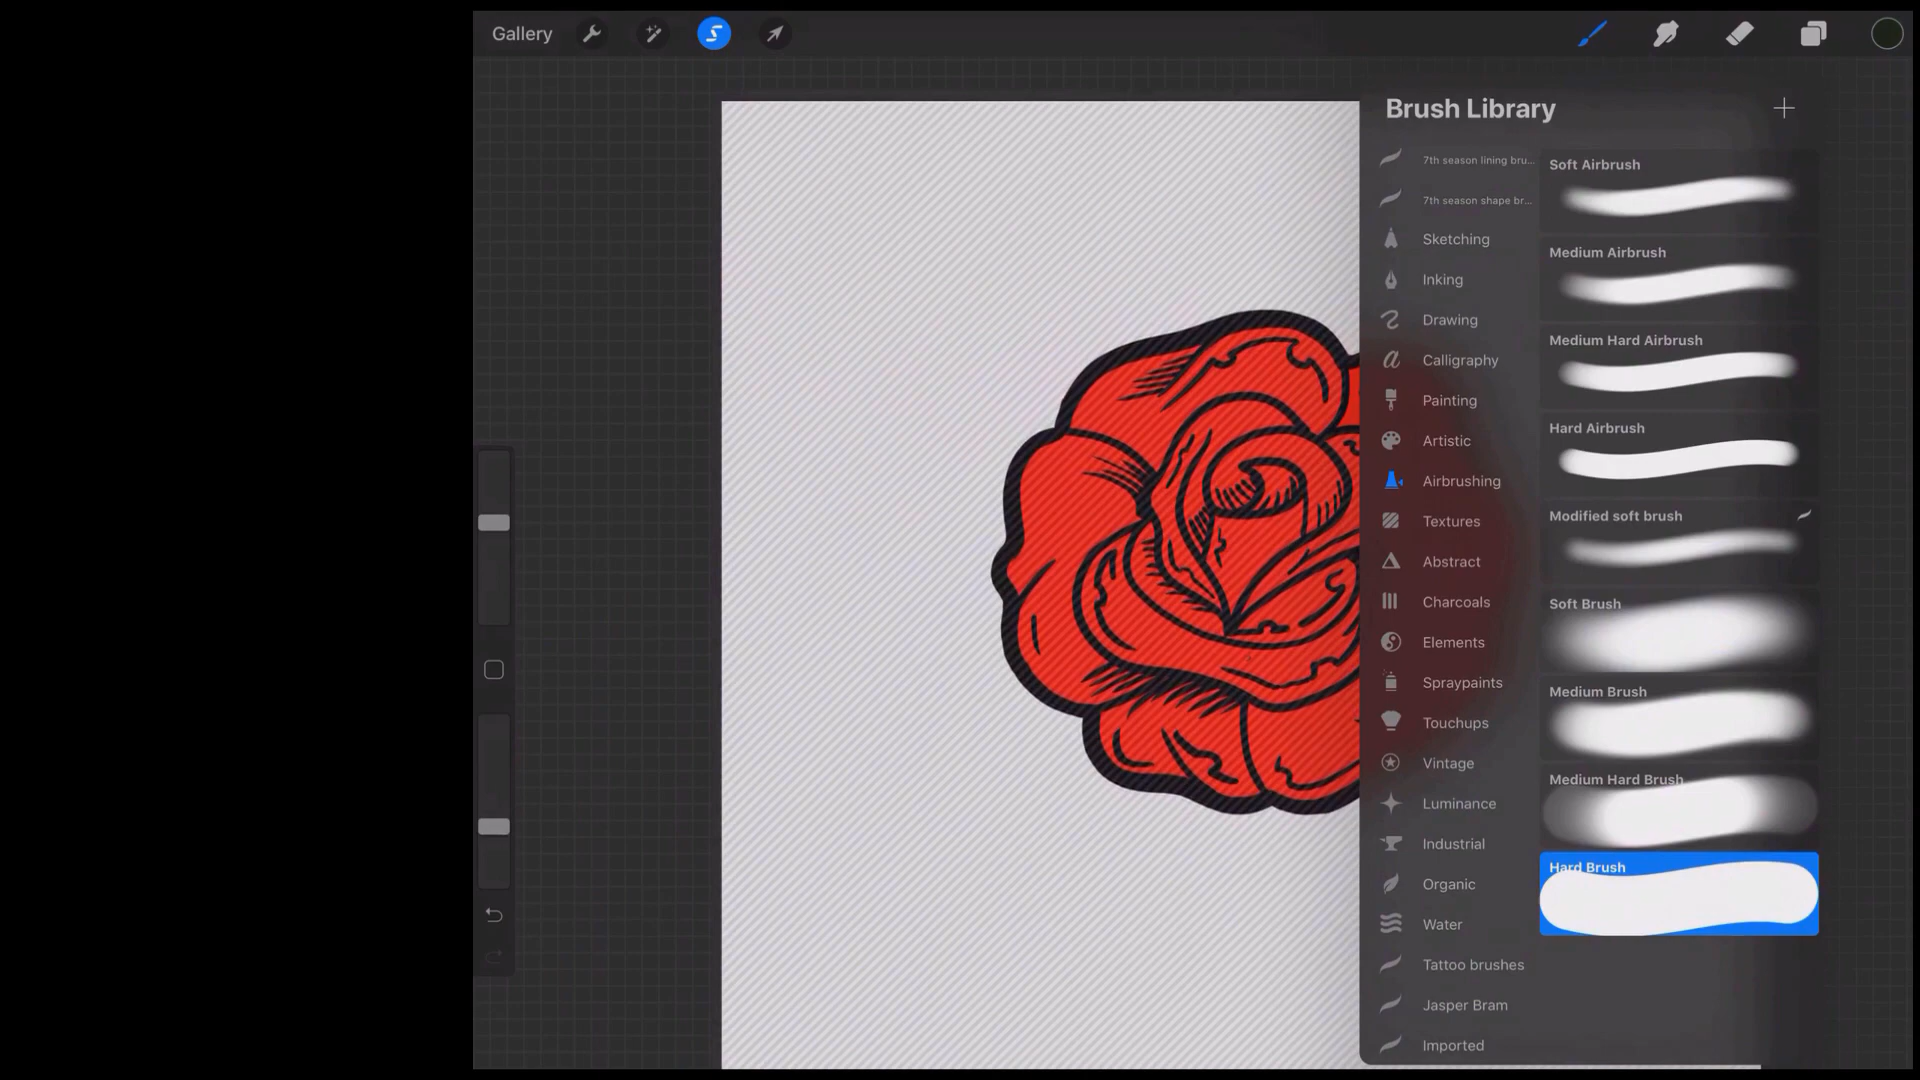 Gallery
Brush Library
7th season lining bru...
7th season shape br...
Sketching
Inking
Drawing
Calligraphy
Painting
Artistic
Airbrushing
Textures
Abstract
Charcoals
Elements
Spraypaints
Touchups
Vintage
Luminance
Industrial
Organic
Water
Tattoo brushes
Jasper Bram
Imported
Soft Airbrush
Medium Airbrush
Medium Hard Airbrush
Hard Airbrush
Modified soft brush
Soft Brush
Medium Brush
Medium Hard Brush
Hard Brush